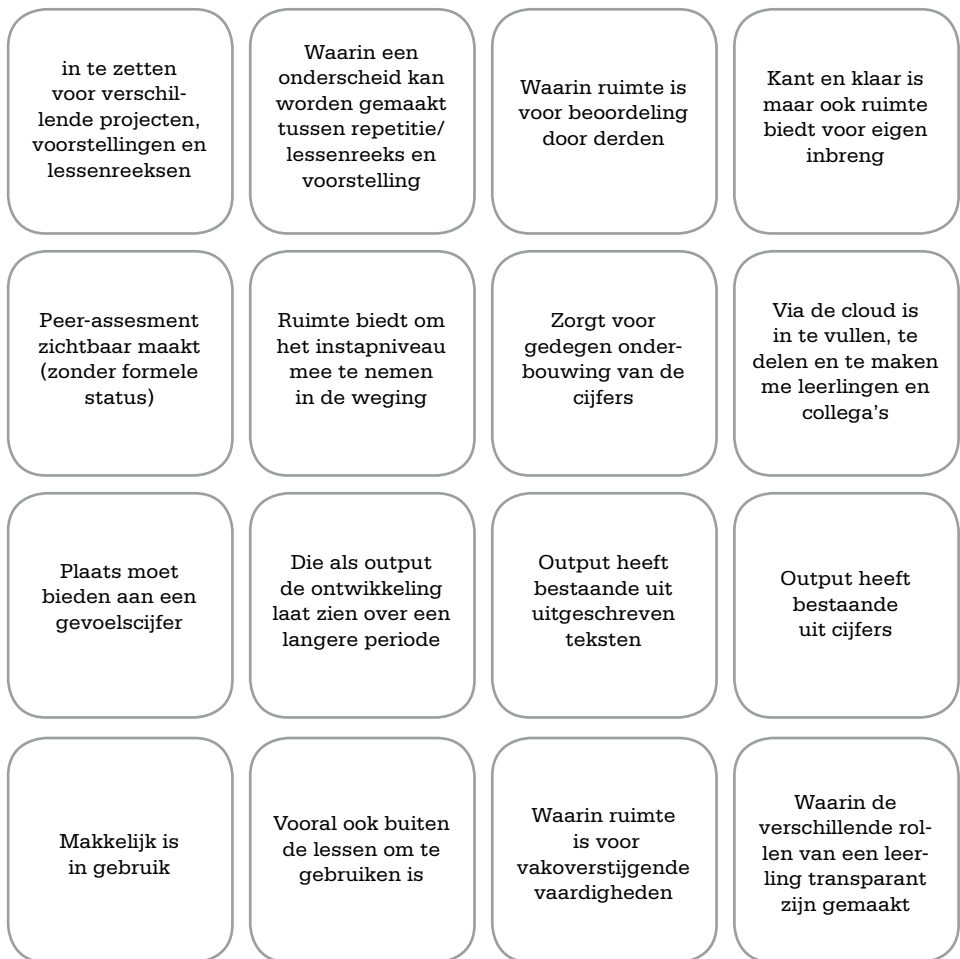 in te zetten
voor verschil-
lende projecten,
voorstellingen en
lessenreeksen
Waarin een
onderscheid kan
worden gemaakt
tussen repetitie/
lessenreeks en
voorstelling
Waarin ruimte is
voor beoordeling
door derden
Kant en klaar is
maar ook ruimte
biedt voor eigen
inbreng
Peer-assesment
zichtbaar maakt
(zonder formele
status)
Ruimte biedt om
het instapniveau
mee te nemen
in de weging
Zorgt voor
gedegen onder-
bouwing van de
cijfers
Via de cloud is
in te vullen, te
delen en te maken
me leerlingen en
collega's
Plaats moet
bieden aan een
gevoelscijfer
Die als output
de ontwikkeling
laat zien over een
langere periode
Output heeft
bestaande uit
uitgeschreven
teksten
Output heeft
bestaande
uit cijfers
Makkelijk is
in gebruik
Vooral ook buiten
de lessen om te
gebruiken is
Waarin ruimte
is voor
vakoverstijgende
vaardigheden
Waarin de
verschillende rol-
len van een leer-
ling transparant
zijn gemaakt